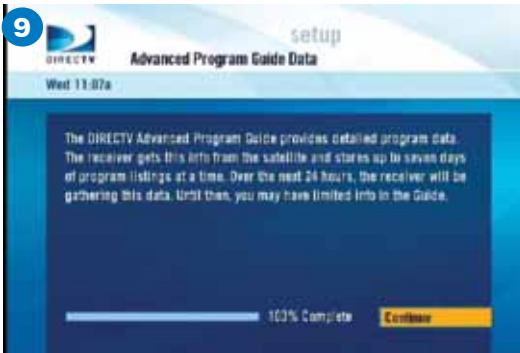 9
setup
DIRECTV
Advanced Program Guide Data
Wed 11:07a
The DIRECTV Advanced Program Guide provides detailed program data.
The receiver gets this info from the satellite and stores up to seven days
of program listings at a time. Over the next 24 hours, the receiver will be
gathering this data. Until then, you may have limited info in the Guide.
100% Complete
Continue